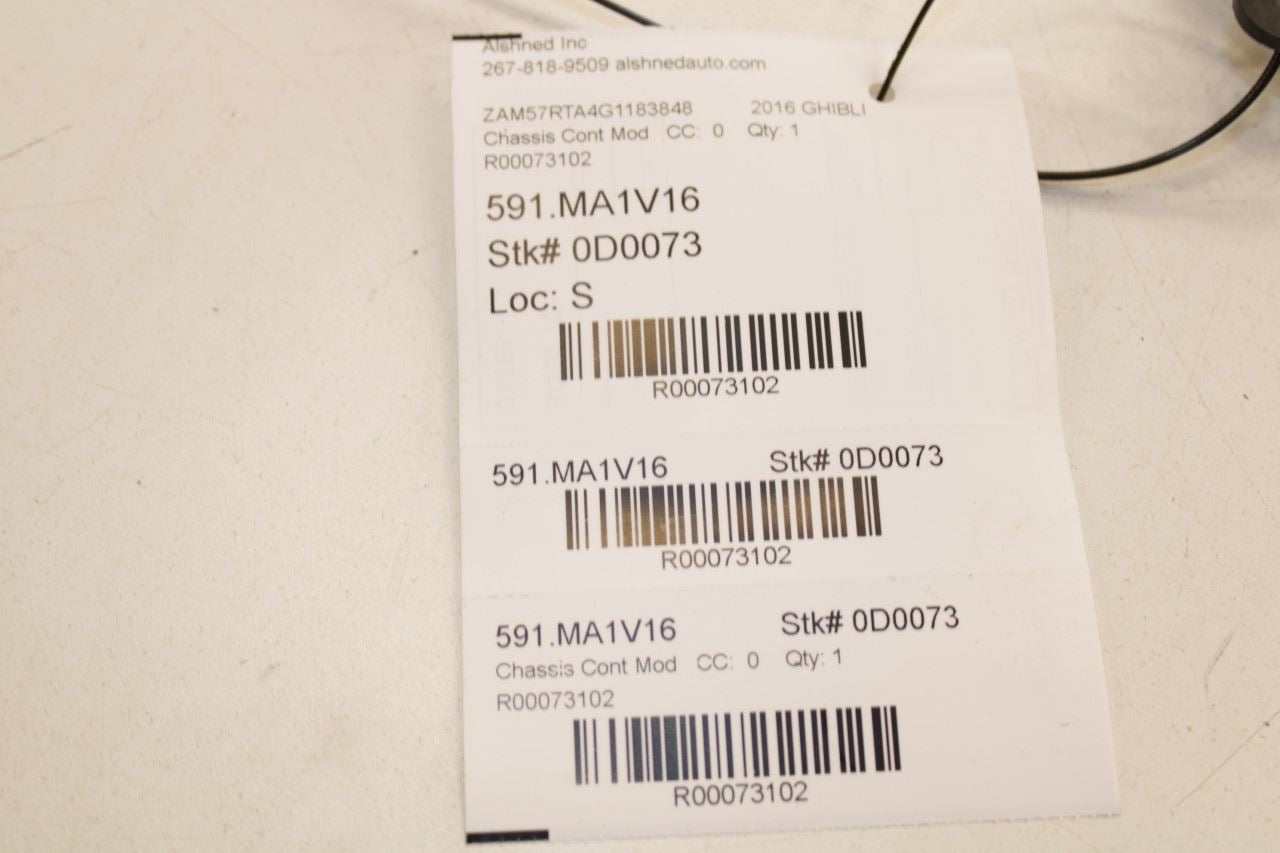 Alshned Inc
267-818-9509 alshnedauto.com
ZAM57RTA4G1183848 2016 GHIBLI
Chassis Cont Mod CC: 0 Qty: 1
R00073102
591.MA1V16
Stk# 0D0073
Loc: S
R00073102
591.MA1V16 Stk# 0D0073
R00073102
591.MA1V16 Stk# 0D0073
Chassis Cont Mod CC: 0 Qty: 1
R00073102
R00073102